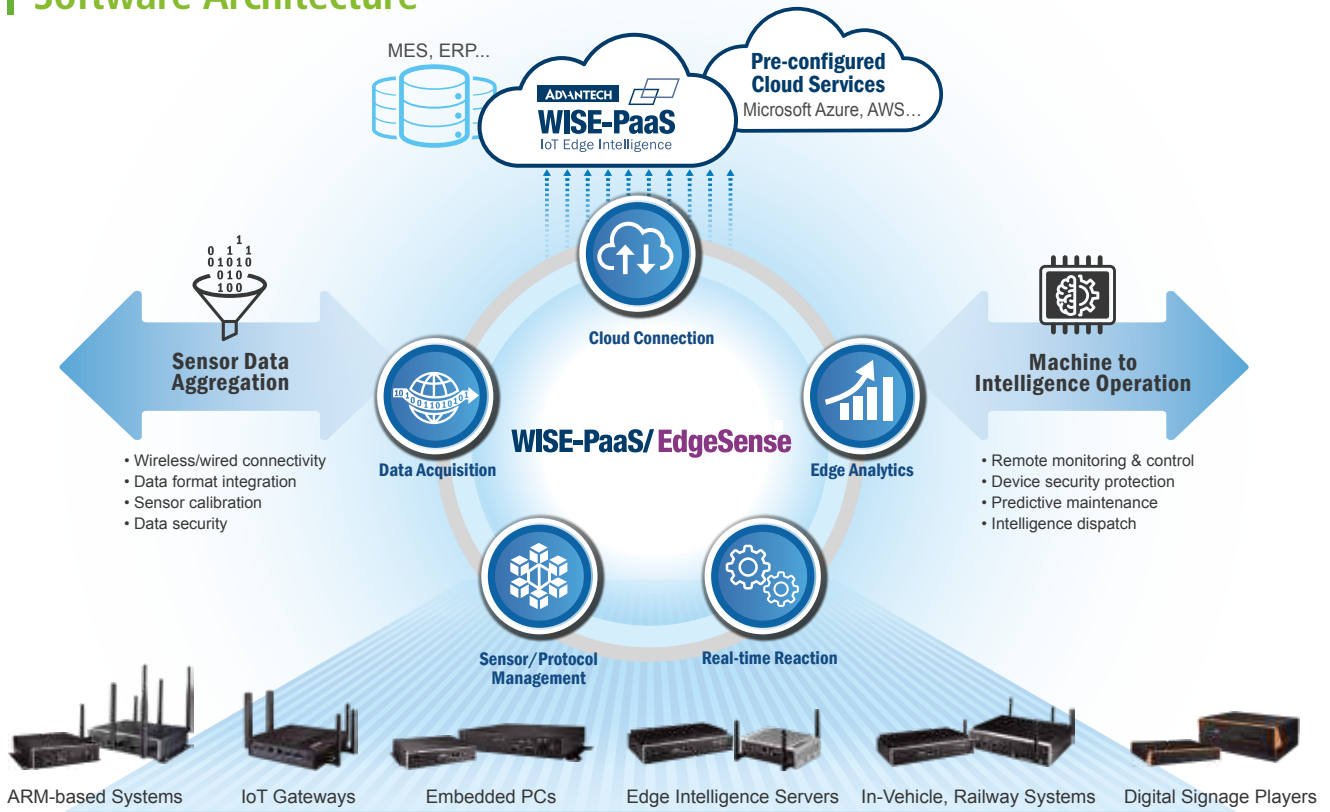 Software Architecture
MES, ERP...
ADVANTECH
WISE-PaaS
IoT Edge Intelligence
Pre-configured
Cloud Services
Microsoft Azure, AWS…
1
0 1 1
01010
010
100
Sensor Data
Aggregation
• Wireless/wired connectivity
• Data format integration
• Sensor calibration
• Data security
Cloud Connection
Machine to
Intelligence Operation
• Remote monitoring & control
• Device security protection
• Predictive maintenance
• Intelligence dispatch
Data Acquisition
WISE-PaaS/EdgeSense
Edge Analytics
Sensor/Protocol
Management
Real-time Reaction
ARM-based Systems
IoT Gateways
Embedded PCs
Edge Intelligence Servers
In-Vehicle, Railway Systems
Digital Signage Players